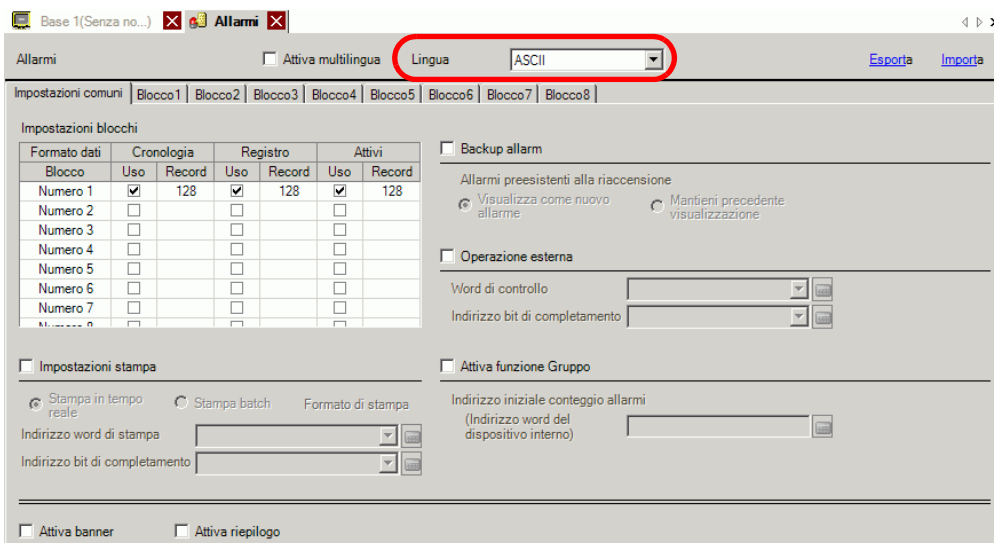 Base 1(Senza no...) Allarmi
Allarmi Attiva multilingua Lingua ASCII Esporta Importa
Impostazioni comuni Blocco1 Blocco2 Blocco3 Blocco4 Blocco5 Blocco6 Blocco7 Blocco8
Impostazioni blocchi
Formato dati Cronologia Registro Attivi
Blocco Uso Record Uso Record Uso Record
Numero 1 128 128 128
Numero 2
Numero 3
Numero 4
Numero 5
Numero 6
Numero 7
Backup allarm
Allarmi preesistenti alla riaccensione
Visualizza come nuovo allarme
Mantieni precedente visualizzazione
Operazione esterna
Word di controllo
Indirizzo bit di completamento
Impostazioni stampa
Stampa in tempo reale
Stampa batch
Formato di stampa
Indirizzo word di stampa
Indirizzo bit di completamento
Attiva funzione Gruppo
Indirizzo iniziale conteggio allarmi
(Indirizzo word del
dispositivo interno)
Attiva banner Attiva riepilogo